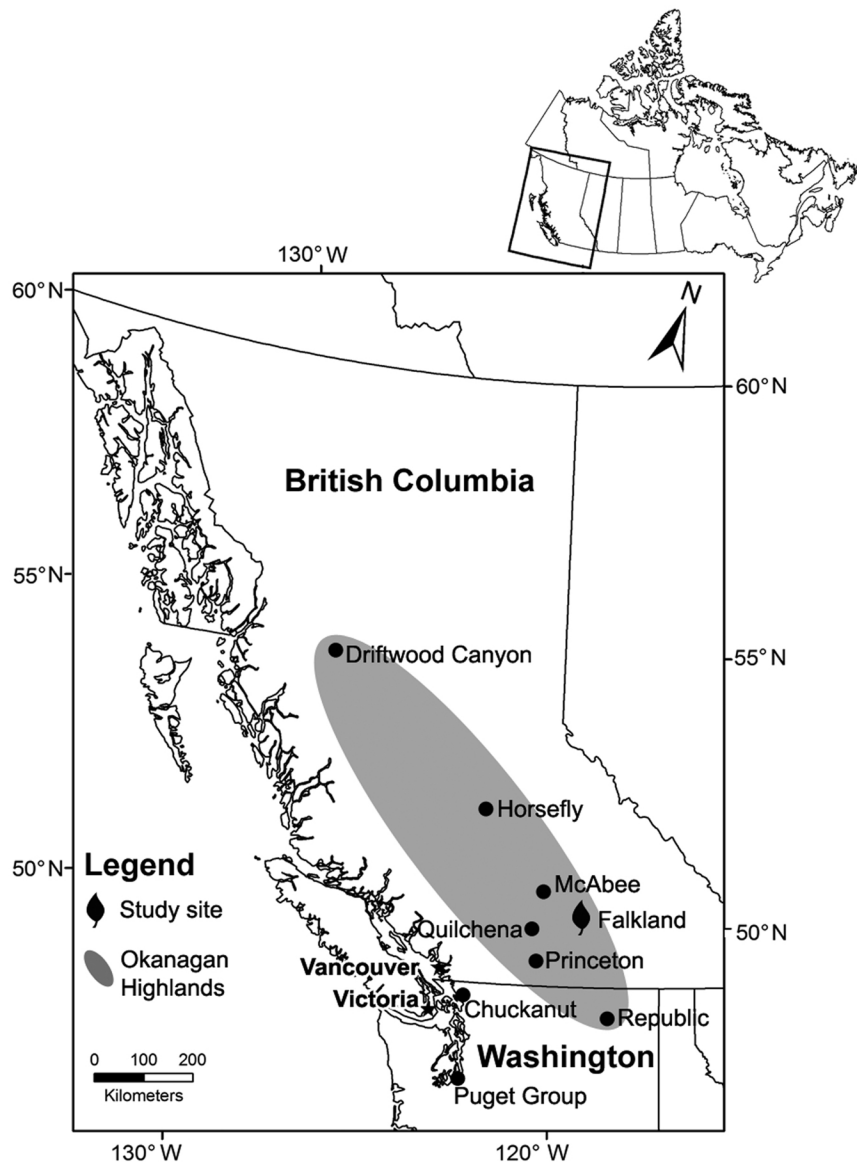 130° W
60° N
N
60° N
British Columbia
55° N
55° N
Driftwood Canyon
Horsefly
50° N
Legend
McAbee
Study site
Falkland
Quilchena
50° N
Okanagan
Highlands
Princeton
Vancouver
Victoria
Chuckanut
Republic
Washington
0 100 200
Kilometers
Puget Group
130° W
120° W